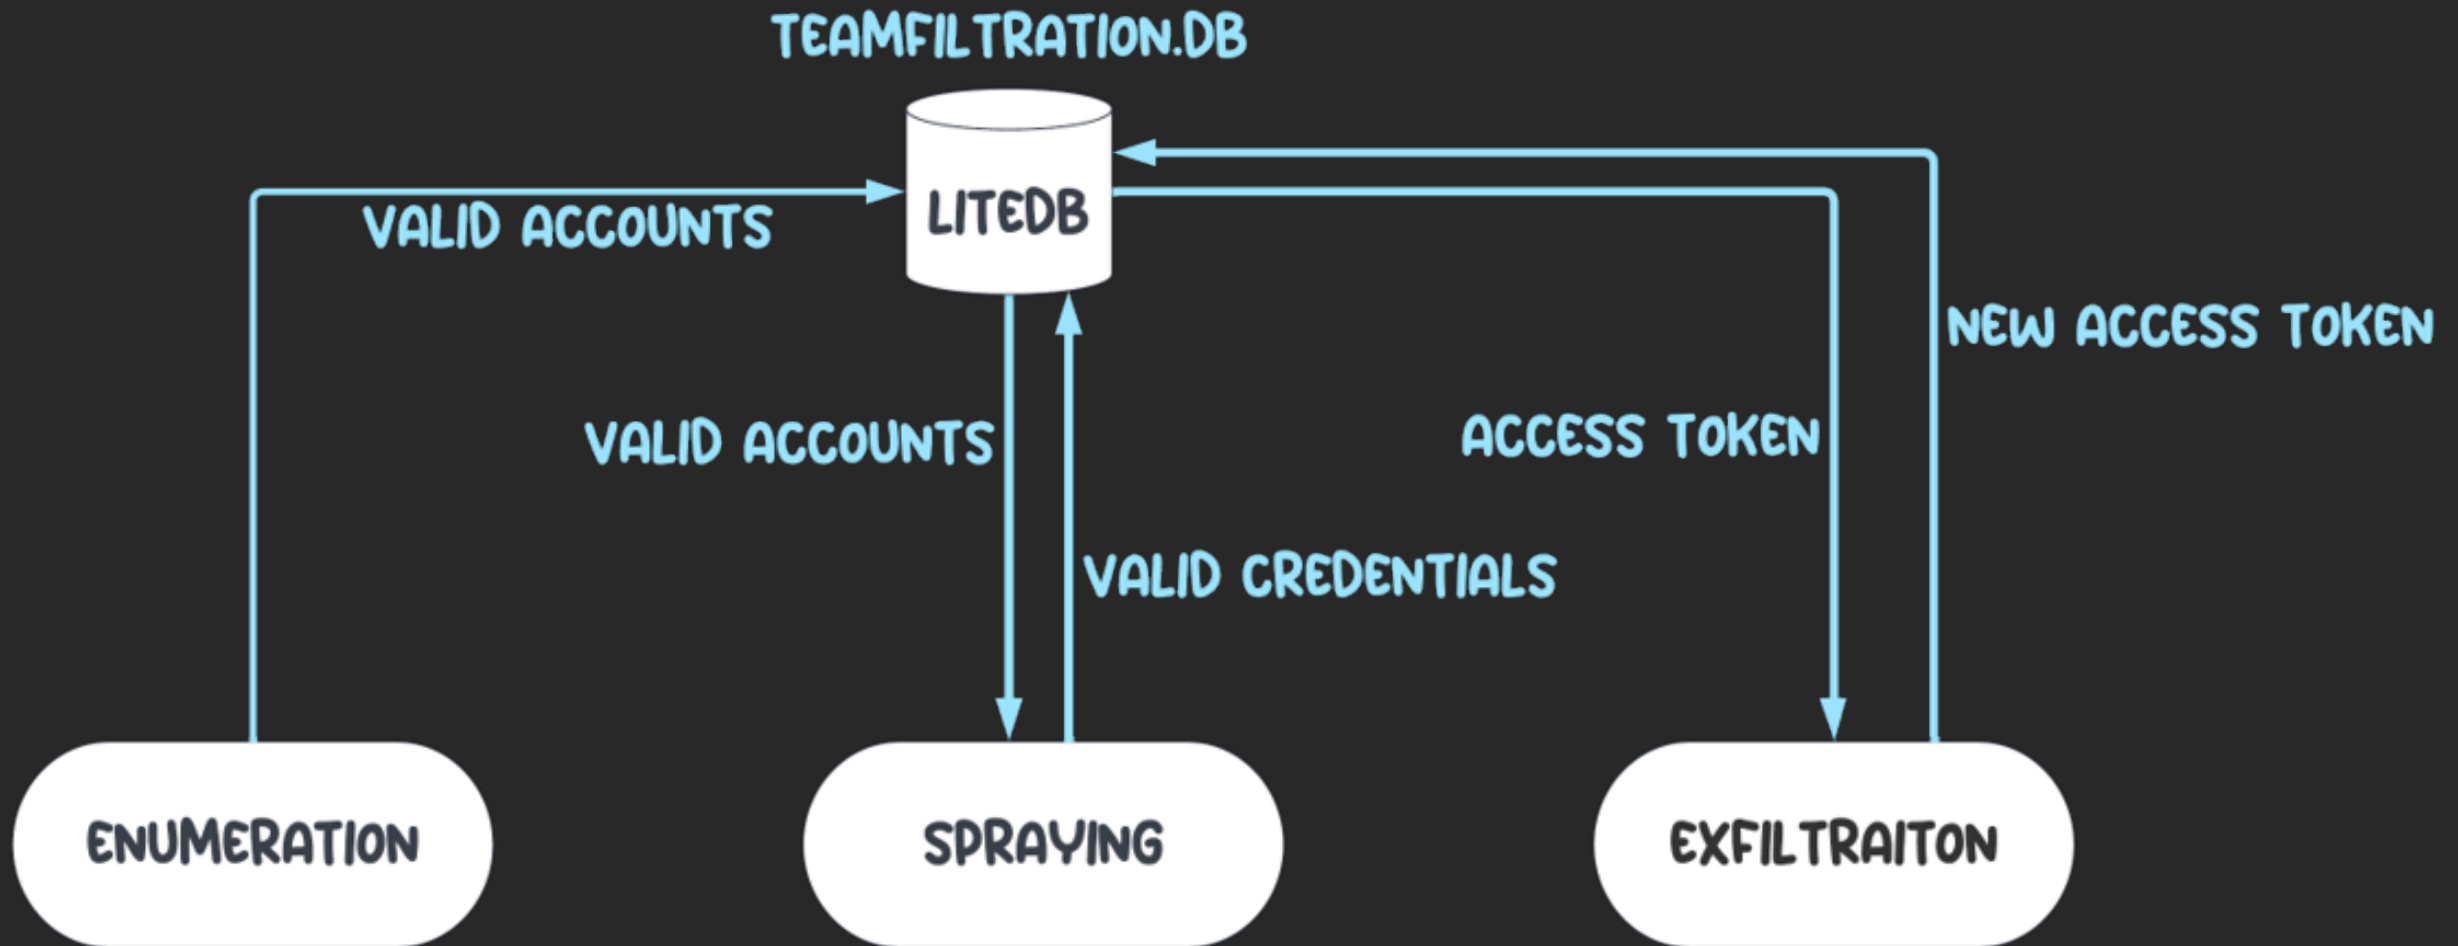 TEAMFILTRATION.DB
LITEDB
VALID ACCOUNTS
NEW ACCESS TOKEN
VALID ACCOUNTS
ACCESS TOKEN
VALID CREDENTIALS
ENUMERATION
SPRAYING
EXFILTRAITON